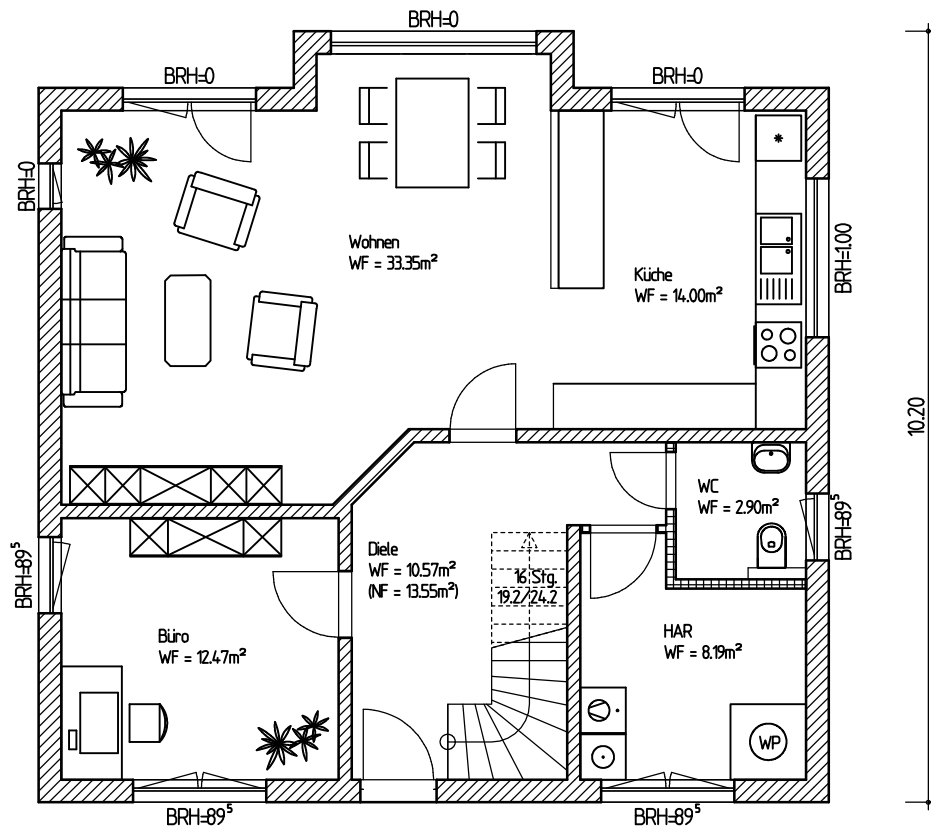 BRH=0
BRH=0
BRH=0
BRH=0
Wohnen
WF = 33.35m²
Küche
WF = 14.00m²
BRH=1.00
10.20
WC
WF = 2.90m²
BRH=89⁵
BRH=89⁵
Diele
WF = 10.57m²
(NF = 13.55m²)
16 Stg.
19.2/24.2
Büro
WF = 12.47m²
HAR
WF = 8.19m²
WP
BRH=89⁵
BRH=89⁵